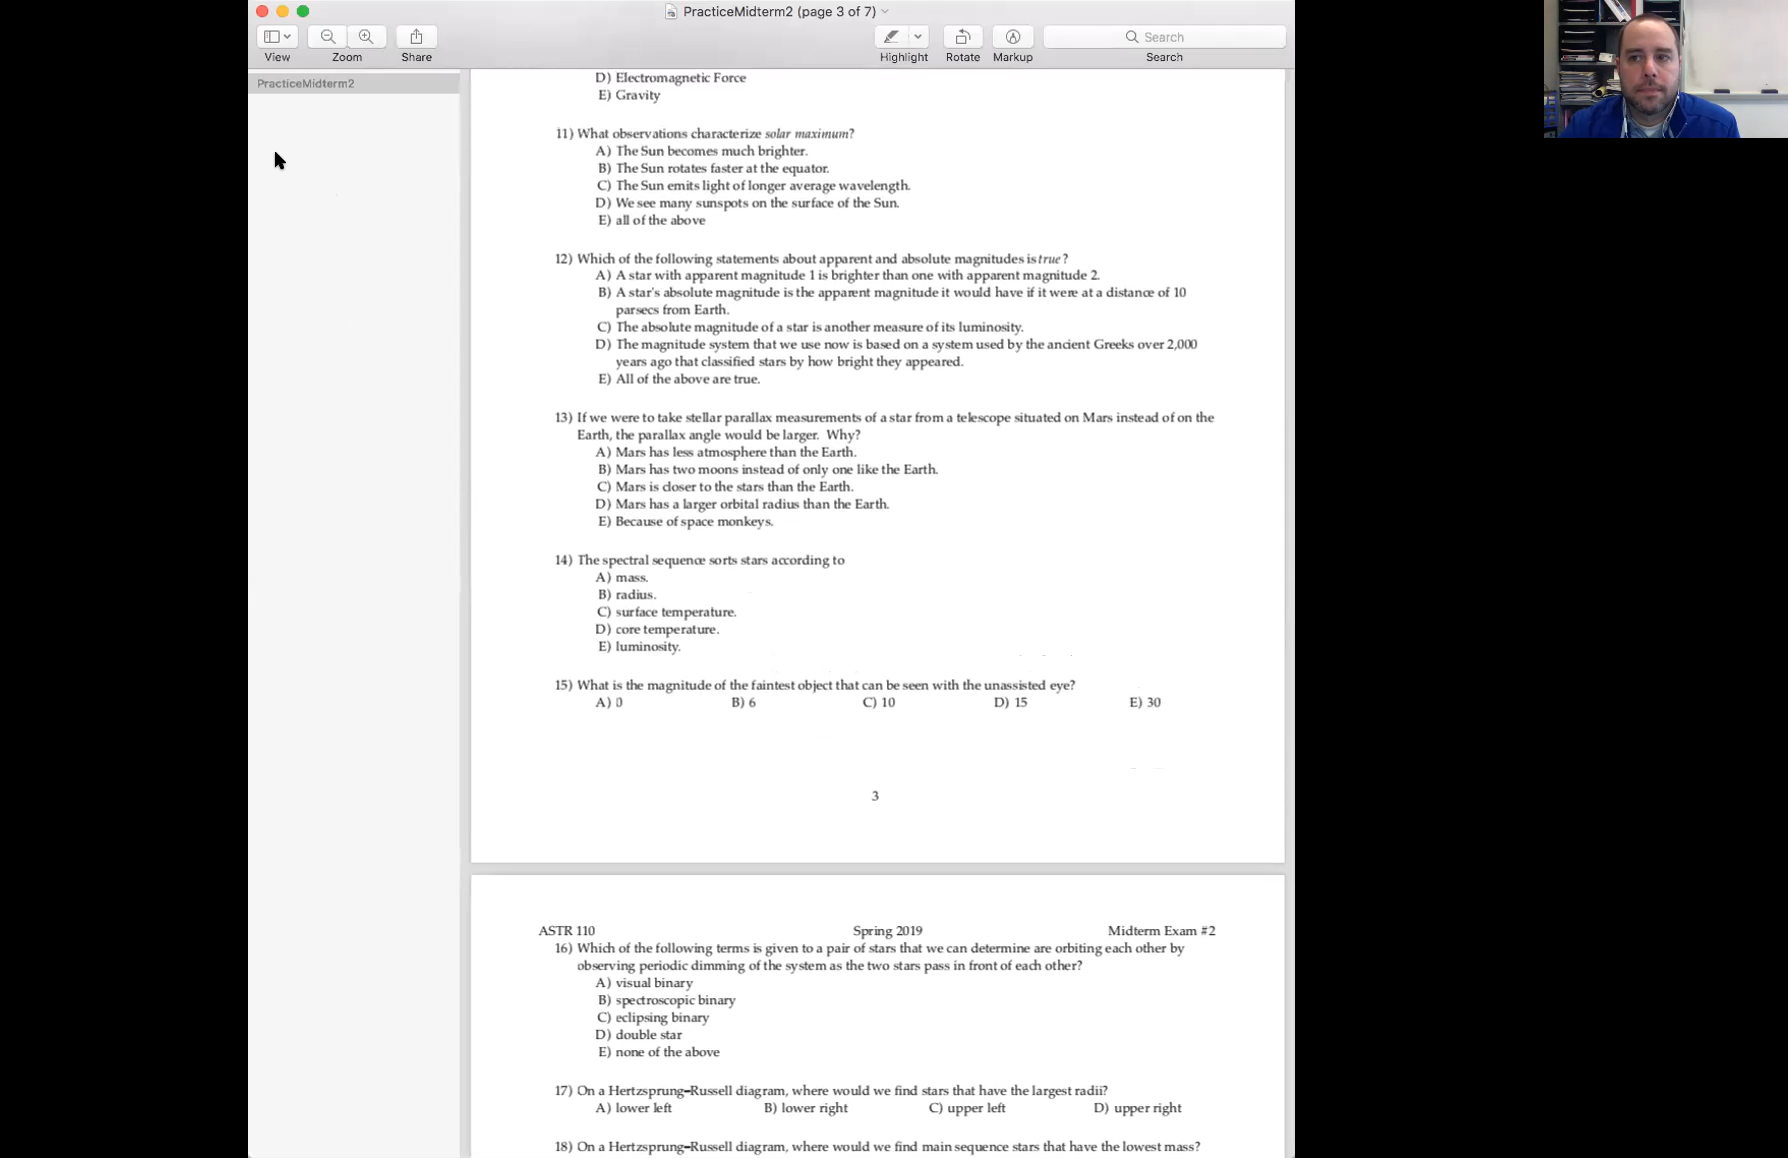 PracticeMidterm2 (page 3 of 7)
View
Zoom
Share
Highlight
Rotate
Markup
Search
Search
PracticeMidterm2
D) Electromagnetic Force
E) Gravity
11) What observations characterize solar maximum?
A) The Sun becomes much brighter.
B) The Sun rotates faster at the equator.
C) The Sun emits light of longer average wavelength.
D) We see many sunspots on the surface of the Sun.
E) all of the above
12) Which of the following statements about apparent and absolute magnitudes is true?
A) A star with apparent magnitude 1 is brighter than one with apparent magnitude 2.
B) A star's absolute magnitude is the apparent magnitude it would have if it were at a distance of 10
parsecs from Earth.
C) The absolute magnitude of a star is another measure of its luminosity.
D) The magnitude system that we use now is based on a system used by the ancient Greeks over 2,000
years ago that classified stars by how bright they appeared.
E) All of the above are true.
13) If we were to take stellar parallax measurements of a star from a telescope situated on Mars instead of on the
Earth, the parallax angle would be larger. Why?
A) Mars has less atmosphere than the Earth.
B) Mars has two moons instead of only one like the Earth.
C) Mars is closer to the stars than the Earth.
D) Mars has a larger orbital radius than the Earth.
E) Because of space monkeys.
14) The spectral sequence sorts stars according to
A) mass.
B) radius.
C) surface temperature.
D) core temperature.
E) luminosity.
15) What is the magnitude of the faintest object that can be seen with the unassisted eye?
A) 0 B) 6 C) 10 D) 15 E) 30
3
ASTR 110 Spring 2019 Midterm Exam #2
16) Which of the following terms is given to a pair of stars that we can determine are orbiting each other by
observing periodic dimming of the system as the two stars pass in front of each other?
A) visual binary
B) spectroscopic binary
C) eclipsing binary
D) double star
E) none of the above
17) On a Hertzsprung-Russell diagram, where would we find stars that have the largest radii?
A) lower left B) lower right C) upper left D) upper right
18) On a Hertzsprung-Russell diagram, where would we find main sequence stars that have the lowest mass?